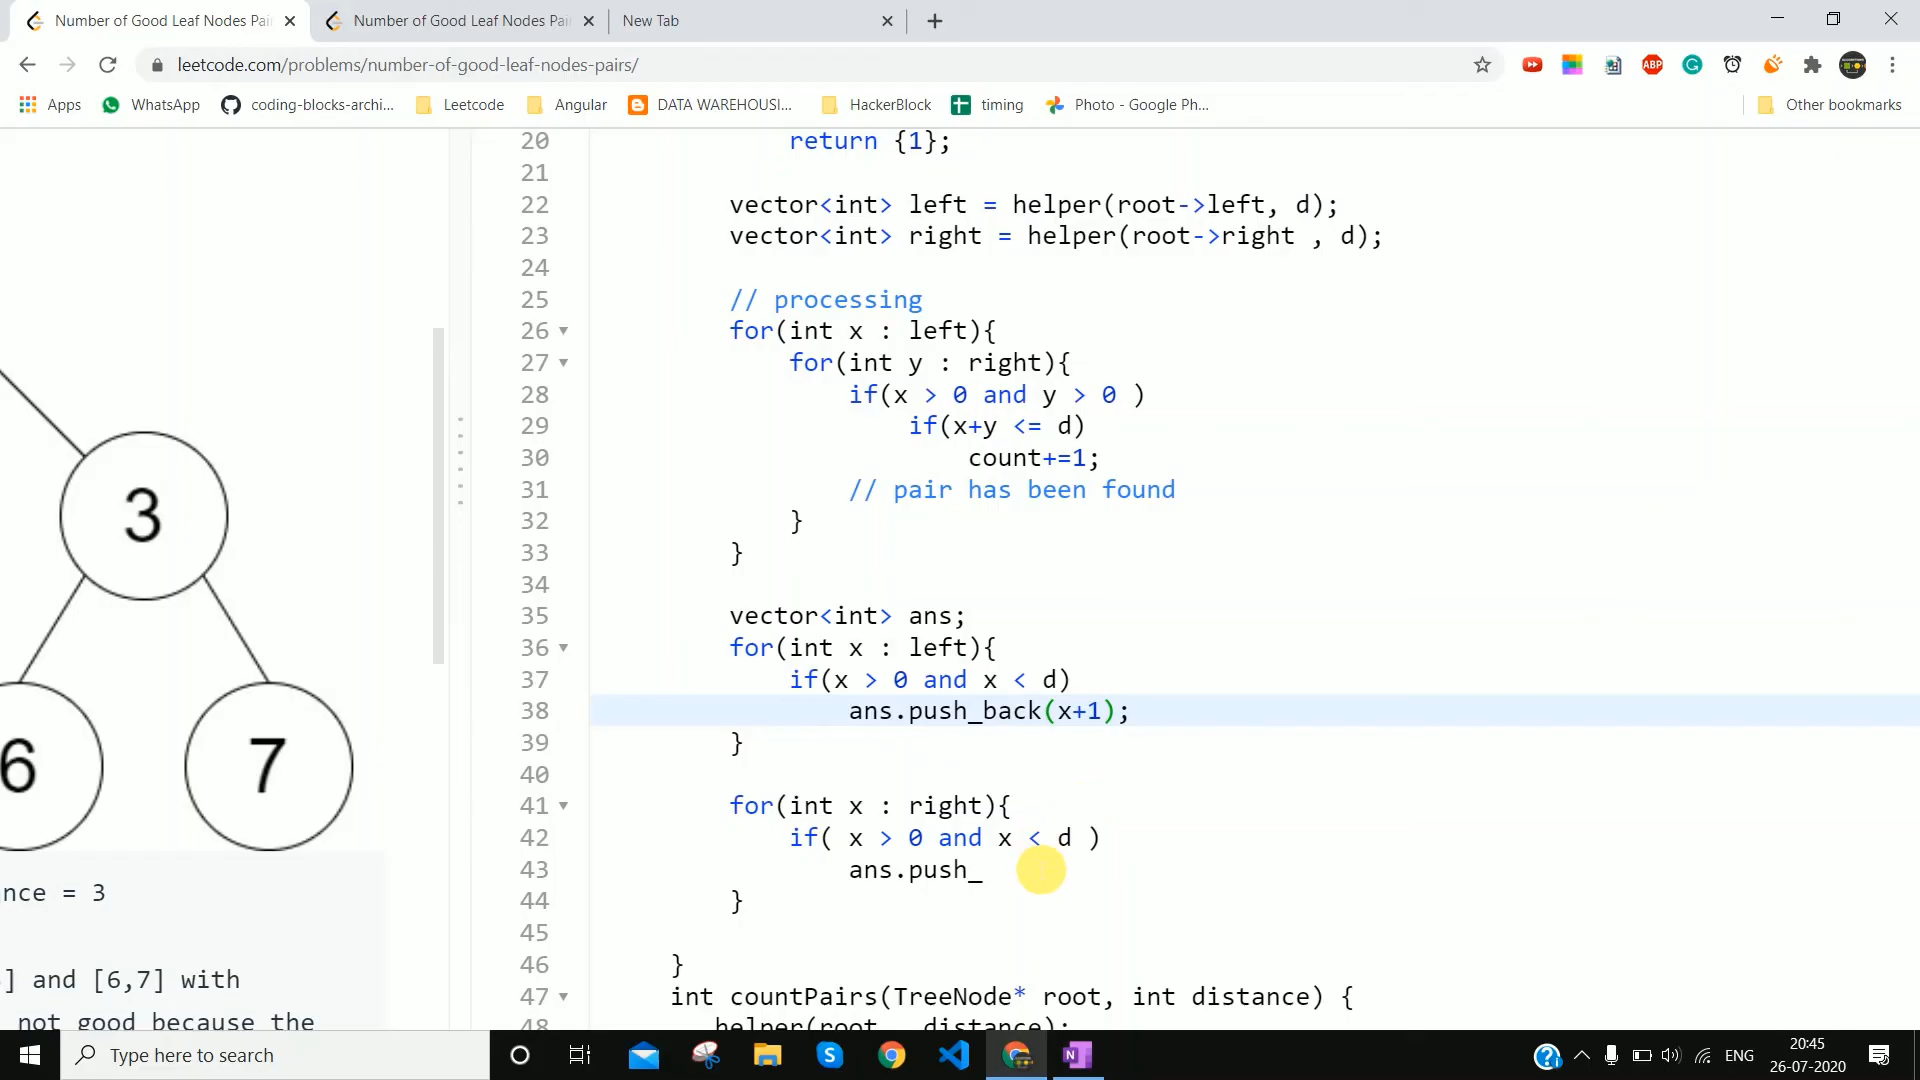 Number of Good Leaf Nodes Pai
Number of Good Leaf Nodes Pai
New Tab
leetcode.com/problems/number-of-good-leaf-nodes-pairs/
ABP
Apps
WhatsApp
coding-blocks-archi...
Leetcode
Angular
DATA WAREHOUSI...
HackerBlock
timing
Photo - Google Ph...
Other bookmarks
3
6
7
nce = 3
] and [6,7] with
not good because the
20 return {1};
21
22 vector<int> left = helper(root->left, d);
23 vector<int> right = helper(root->right , d);
24
25 // processing
26 for(int x : left){
27 for(int y : right){
28 if(x > 0 and y > 0 )
29 if(x+y <= d)
30 count+=1;
31 // pair has been found
32 }
33 }
34
35 vector<int> ans;
36 for(int x : left){
37 if(x > 0 and x < d)
38 ans.push_back(x+1);
39 }
40
41 for(int x : right){
42 if( x > 0 and x < d )
43 ans.push_
44 }
45
46 }
47 int countPairs(TreeNode* root, int distance) {
48 helper(root , distance);
Type here to search
ENG
20:45
26-07-2020